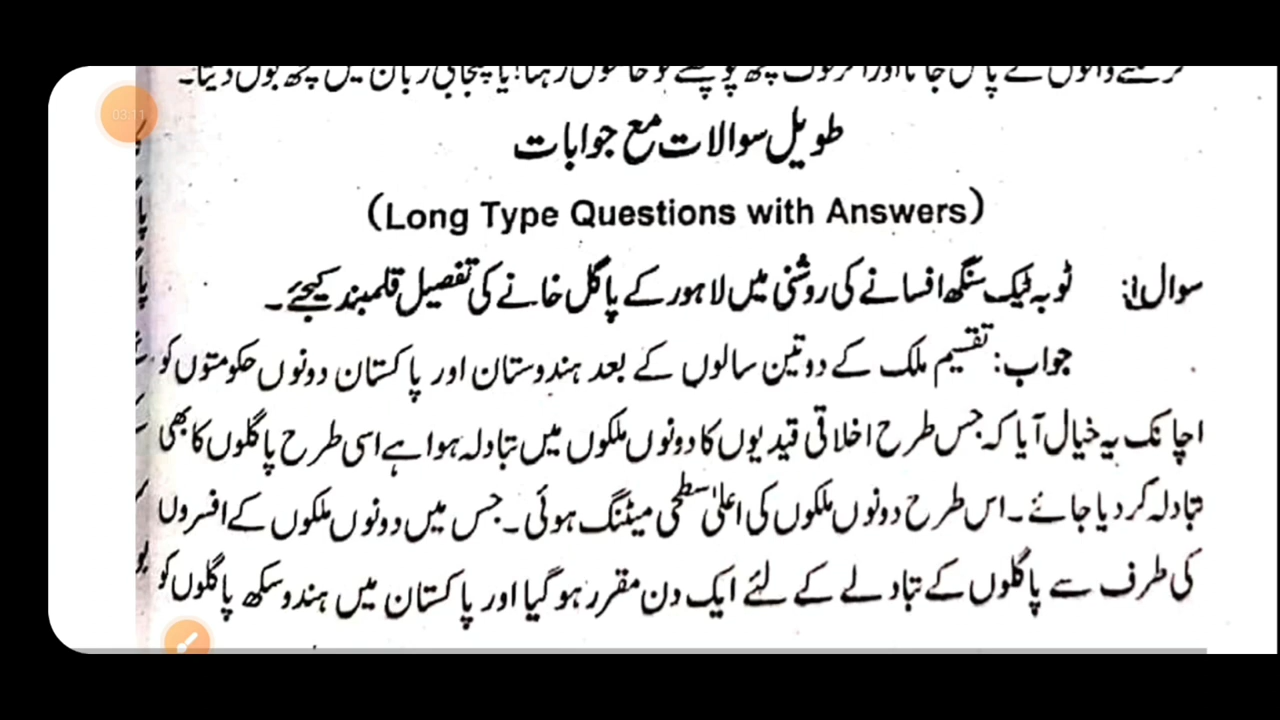 طویل سوالات مع جوابات
(Long Type Questions with Answers)
سوال 1: ٹوبہ ٹیک سنگھ افسانے کی روشنی میں لاہور کے پاگل خانے کی تفصیل قلمبند کیجئے۔
جواب: تقسیم ملک کے دو تین سالوں کے بعد ہندوستان اور پاکستان دونوں حکومتوں کو
اچانک یہ خیال آیا کہ جس طرح اخلاقی قیدیوں کا دونوں ملکوں میں تبادلہ ہوا ہے اسی طرح پاگلوں کا بھی
تبادلہ کر دیا جائے۔ اس طرح دونوں ملکوں کی اعلیٰ سطحی میٹنگ ہوئی۔ جس میں دونوں ملکوں کے افسروں
کی طرف سے پاگلوں کے تبادلے کے لئے ایک دن مقرر ہو گیا اور پاکستان میں ہندو سکھ پاگلوں کو
03:11